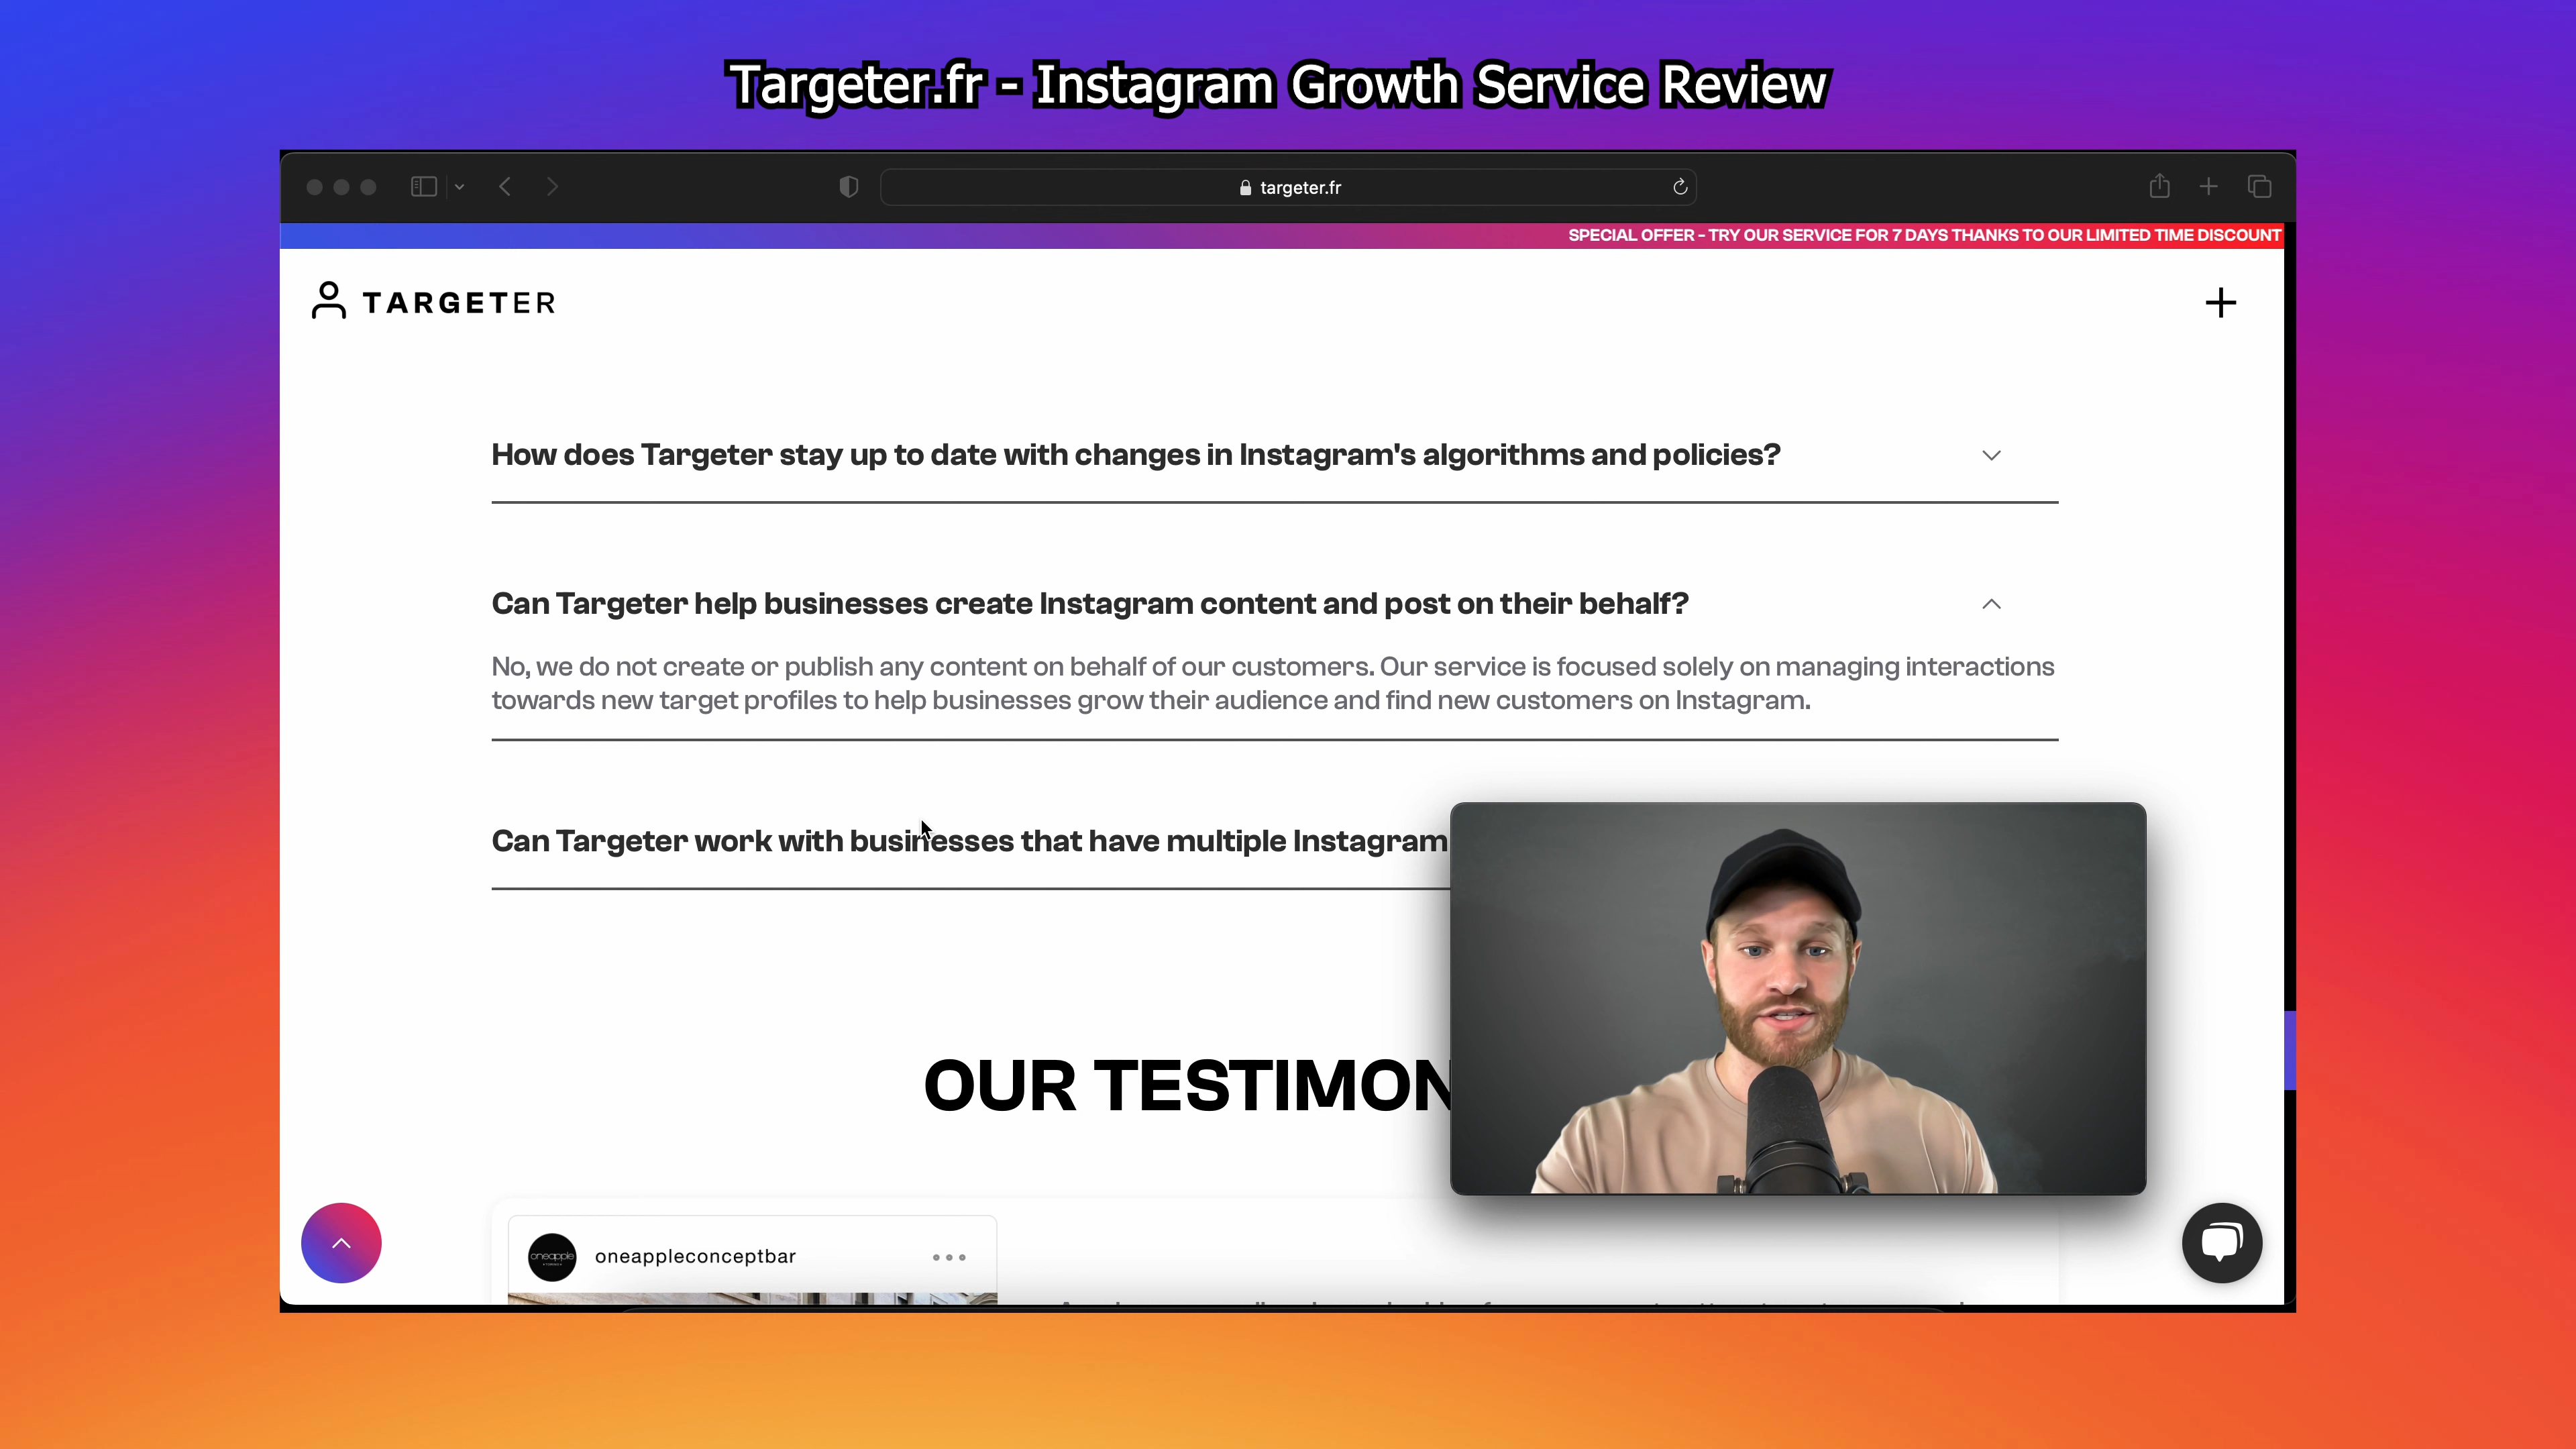 Targeter.fr - Instagram Growth Service Review
targeter.fr
SPECIAL OFFER - TRY OUR SERVICE FOR 7 DAYS THANKS TO OUR LIMITED TIME DISCOUNT
TARGETER
How does Targeter stay up to date with changes in Instagram's algorithms and policies?
Can Targeter help businesses create Instagram content and post on their behalf?
No, we do not create or publish any content on behalf of our customers. Our service is focused solely on managing interactions
towards new target profiles to help businesses grow their audience and find new customers on Instagram.
Can Targeter work with businesses that have multiple Instagram
OUR TESTIMON
oneapple
oneappleconceptbar